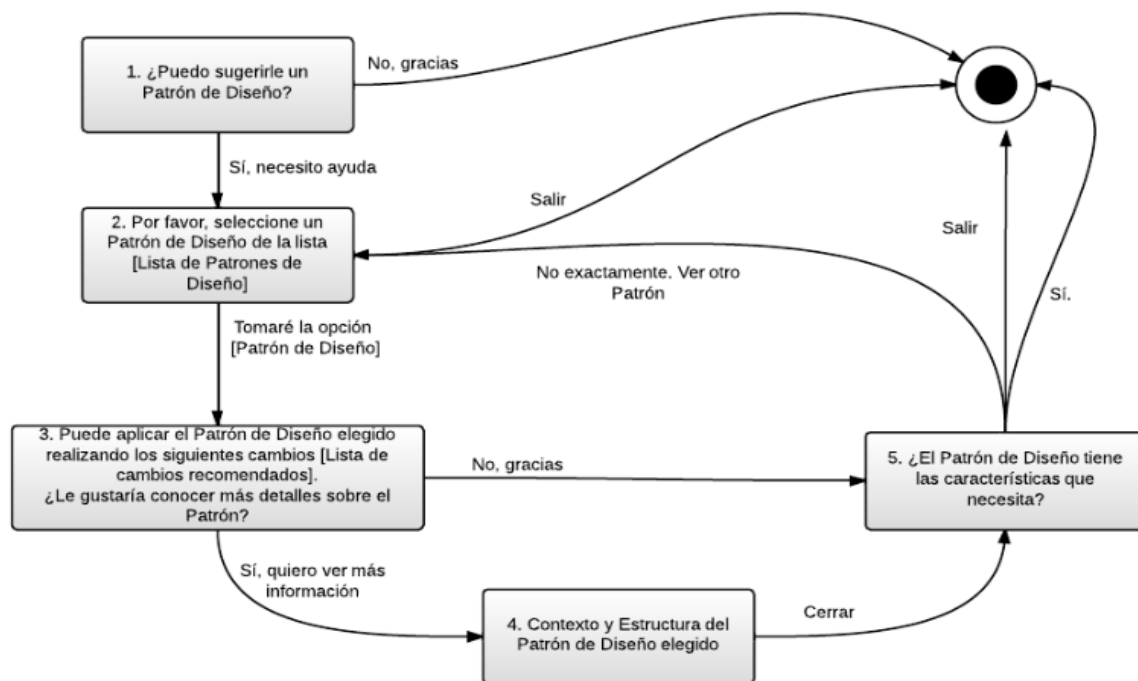 1. ¿Puedo sugerirle un
Patrón de Diseño?
No, gracias
Sí, necesito ayuda
2. Por favor, seleccione un
Patrón de Diseño de la lista
[Lista de Patrones de
Diseño]
Salir
No exactamente. Ver otro
Patrón
Salir
Sí.
Tomaré la opción
[Patrón de Diseño]
3. Puede aplicar el Patrón de Diseño elegido
realizando los siguientes cambios [Lista de
cambios recomendados].
¿Le gustaría conocer más detalles sobre el
Patrón?
No, gracias
5. ¿El Patrón de Diseño tiene
las características que
necesita?
Sí, quiero ver más
información
4. Contexto y Estructura del
Patrón de Diseño elegido
Cerrar